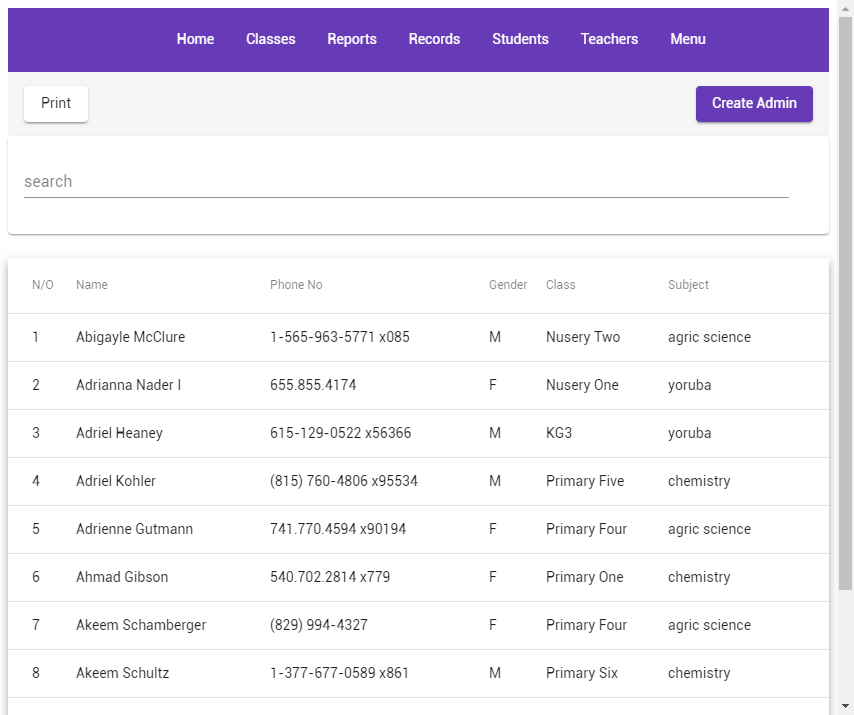 Home Classes Reports Records Students Teachers Menu
Print Create Admin
search
N/O Name Phone No Gender Class Subject
1 Abigayle McClure 1-565-963-5771 x085 M Nusery Two agric science
2 Adrianna Nader I 655.855.4174 F Nusery One yoruba
3 Adriel Heaney 615-129-0522 x56366 M KG3 yoruba
4 Adriel Kohler (815) 760-4806 x95534 M Primary Five chemistry
5 Adrienne Gutmann 741.770.4594 x90194 F Primary Four agric science
6 Ahmad Gibson 540.702.2814 x779 F Primary One chemistry
7 Akeem Schamberger (829) 994-4327 F Primary Four agric science
8 Akeem Schultz 1-377-677-0589 x861 M Primary Six chemistry